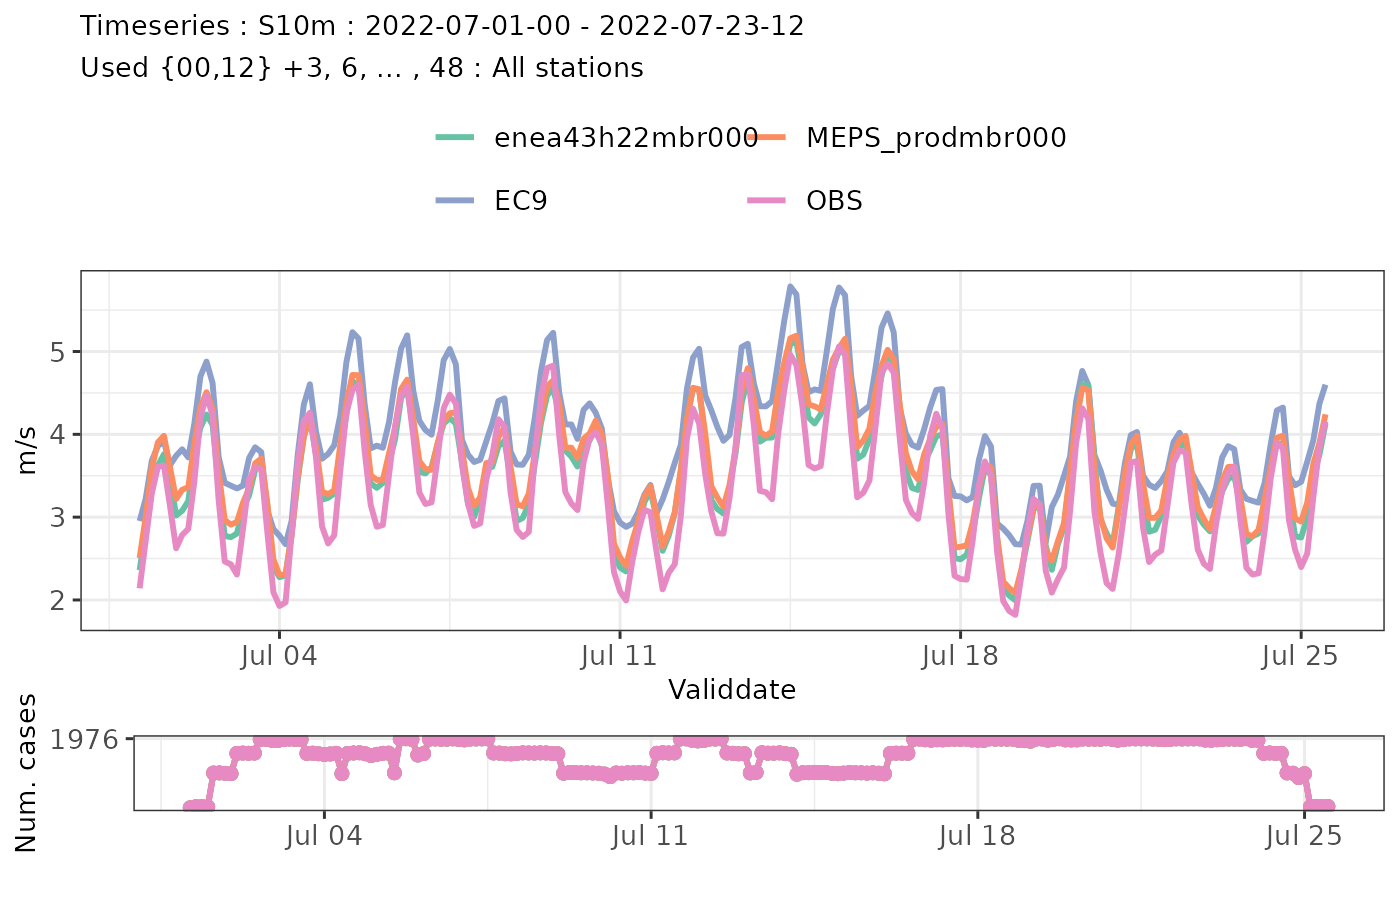 Timeseries : S10m : 2022-07-01-00 - 2022-07-23-12
Used {00,12} +3, 6, ... , 48 : All stations
enea43h22mbr000 MEPS_prodmbr000
EC9 OBS
m/s
5
4
3
2
Jul 04 Jul 11 Jul 18 Jul 25
Validdate
Num. cases
1976
Jul 04 Jul 11 Jul 18 Jul 25